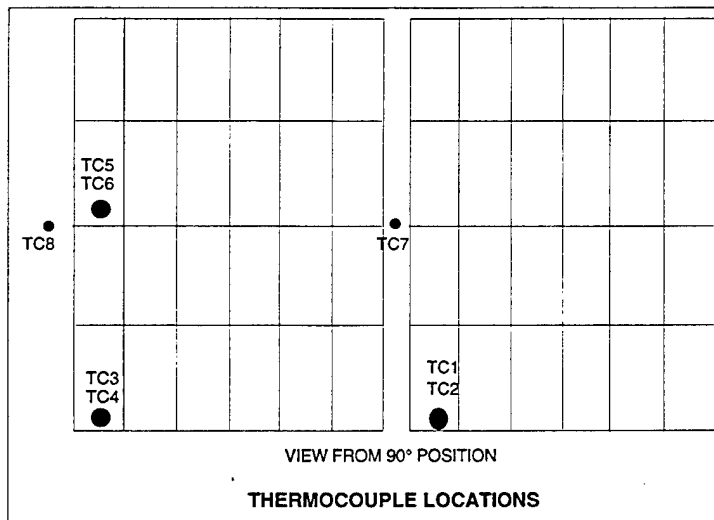 TC5
TC6
TC8
TC7
TC3
TC4
TC1
TC2
VIEW FROM 90° POSITION
THERMOCOUPLE LOCATIONS